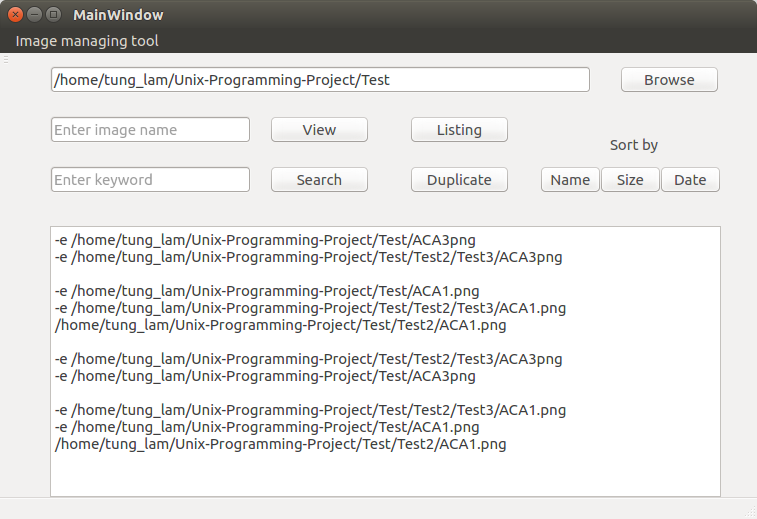 MainWindow
Image managing tool
/home/tung_lam/Unix-Programming-Project/Test
Browse
Enter image name
View
Listing
Sort by
Enter keyword
Search
Duplicate
Name
Size
Date
-e /home/tung_lam/Unix-Programming-Project/Test/ACA3png
-e /home/tung_lam/Unix-Programming-Project/Test/Test2/Test3/ACA3png
-e /home/tung_lam/Unix-Programming-Project/Test/ACA1.png
-e /home/tung_lam/Unix-Programming-Project/Test/Test2/Test3/ACA1.png
/home/tung_lam/Unix-Programming-Project/Test/Test2/ACA1.png
-e /home/tung_lam/Unix-Programming-Project/Test/Test2/Test3/ACA3png
-e /home/tung_lam/Unix-Programming-Project/Test/ACA3png
-e /home/tung_lam/Unix-Programming-Project/Test/Test2/Test3/ACA1.png
-e /home/tung_lam/Unix-Programming-Project/Test/ACA1.png
/home/tung_lam/Unix-Programming-Project/Test/Test2/ACA1.png